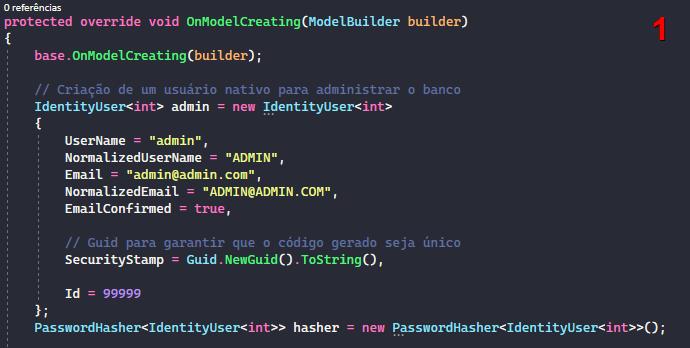 0 referências
protected override void OnModelCreating(ModelBuilder builder)
1
{
base.OnModelCreating(builder);
// Criação de um usuário nativo para administrar o banco
IdentityUser<int> admin = new IdentityUser<int>
{
UserName = "admin",
NormalizedUserName = "ADMIN",
Email = "admin@admin.com",
NormalizedEmail = "ADMIN@ADMIN.COM",
EmailConfirmed = true,
// Guid para garantir que o código gerado seja único
SecurityStamp = Guid.NewGuid().ToString(),
Id = 99999
};
PasswordHasher<IdentityUser<int>> hasher = new PasswordHasher<IdentityUser<int>>();